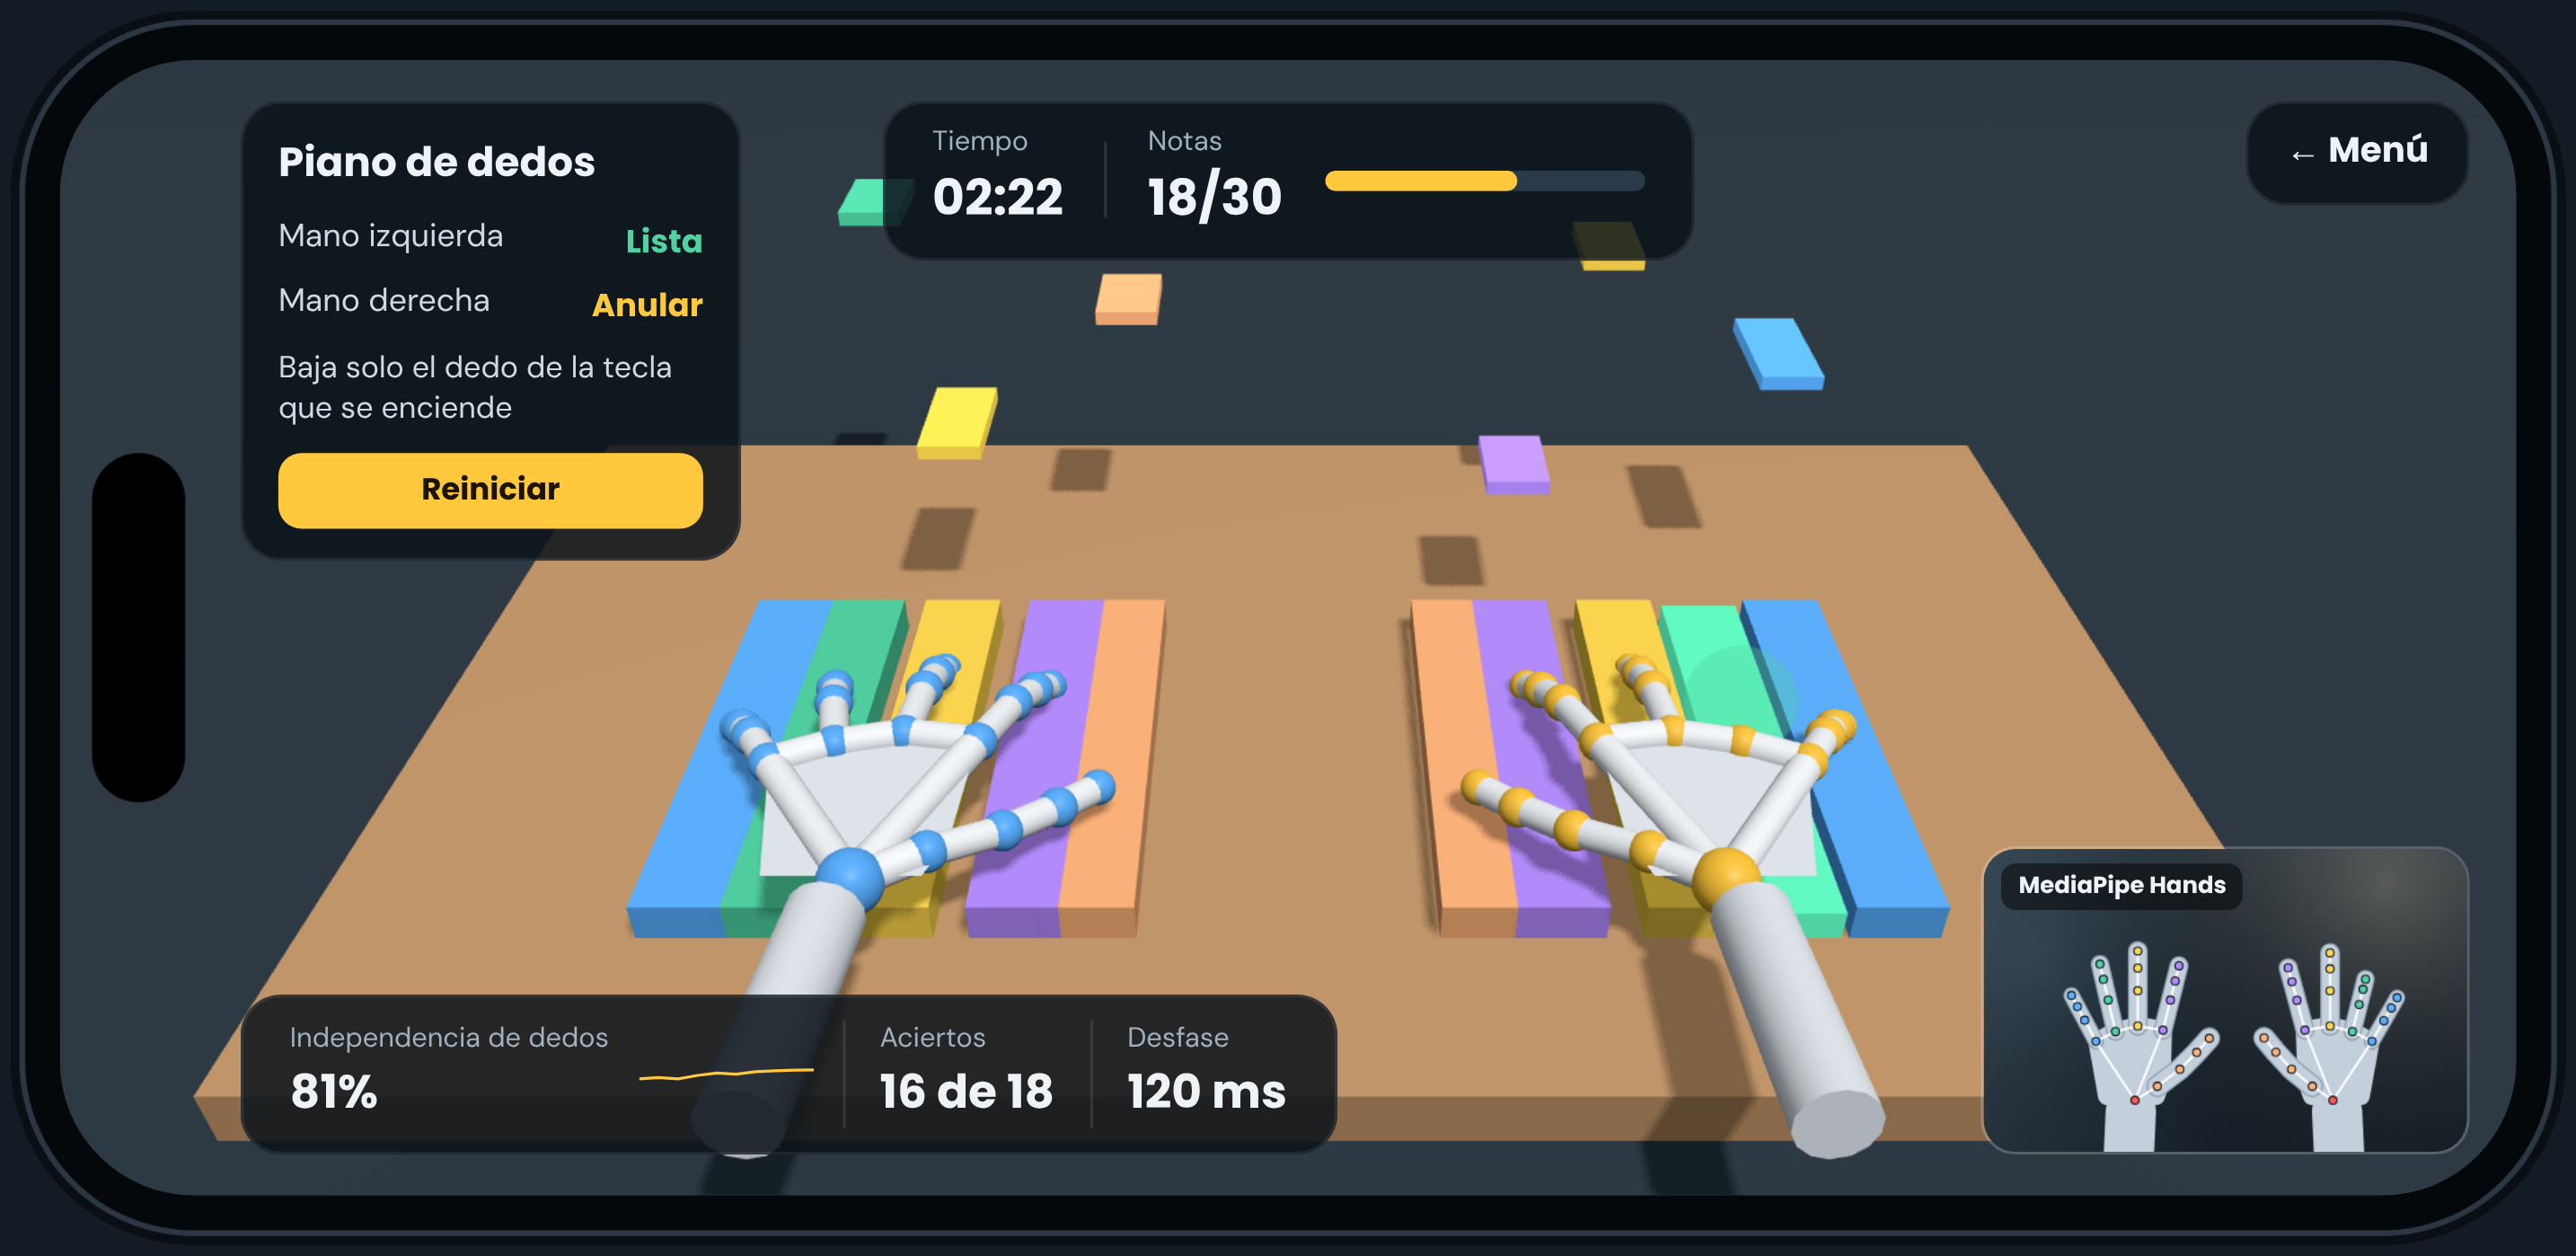 Piano de dedos
Mano izquierda Lista
Mano derecha Anular
Baja solo el dedo de la tecla
que se enciende
Reiniciar
Tiempo
02:22
Notas
18/30
← Menú
MediaPipe Hands
Independencia de dedos
81%
Aciertos
16 de 18
Desfase
120 ms